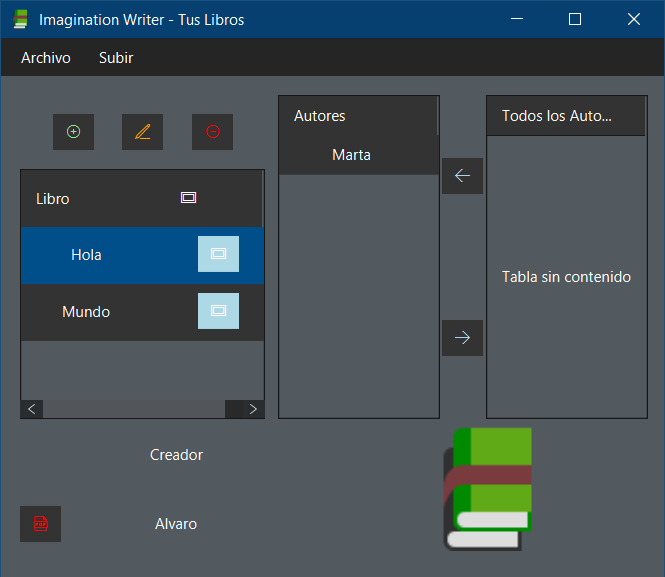 Imagination Writer - Tus Libros
Archivo Subir
Autores
Todos los Auto...
Marta
Libro
Hola
Tabla sin contenido
Mundo
Creador
Alvaro